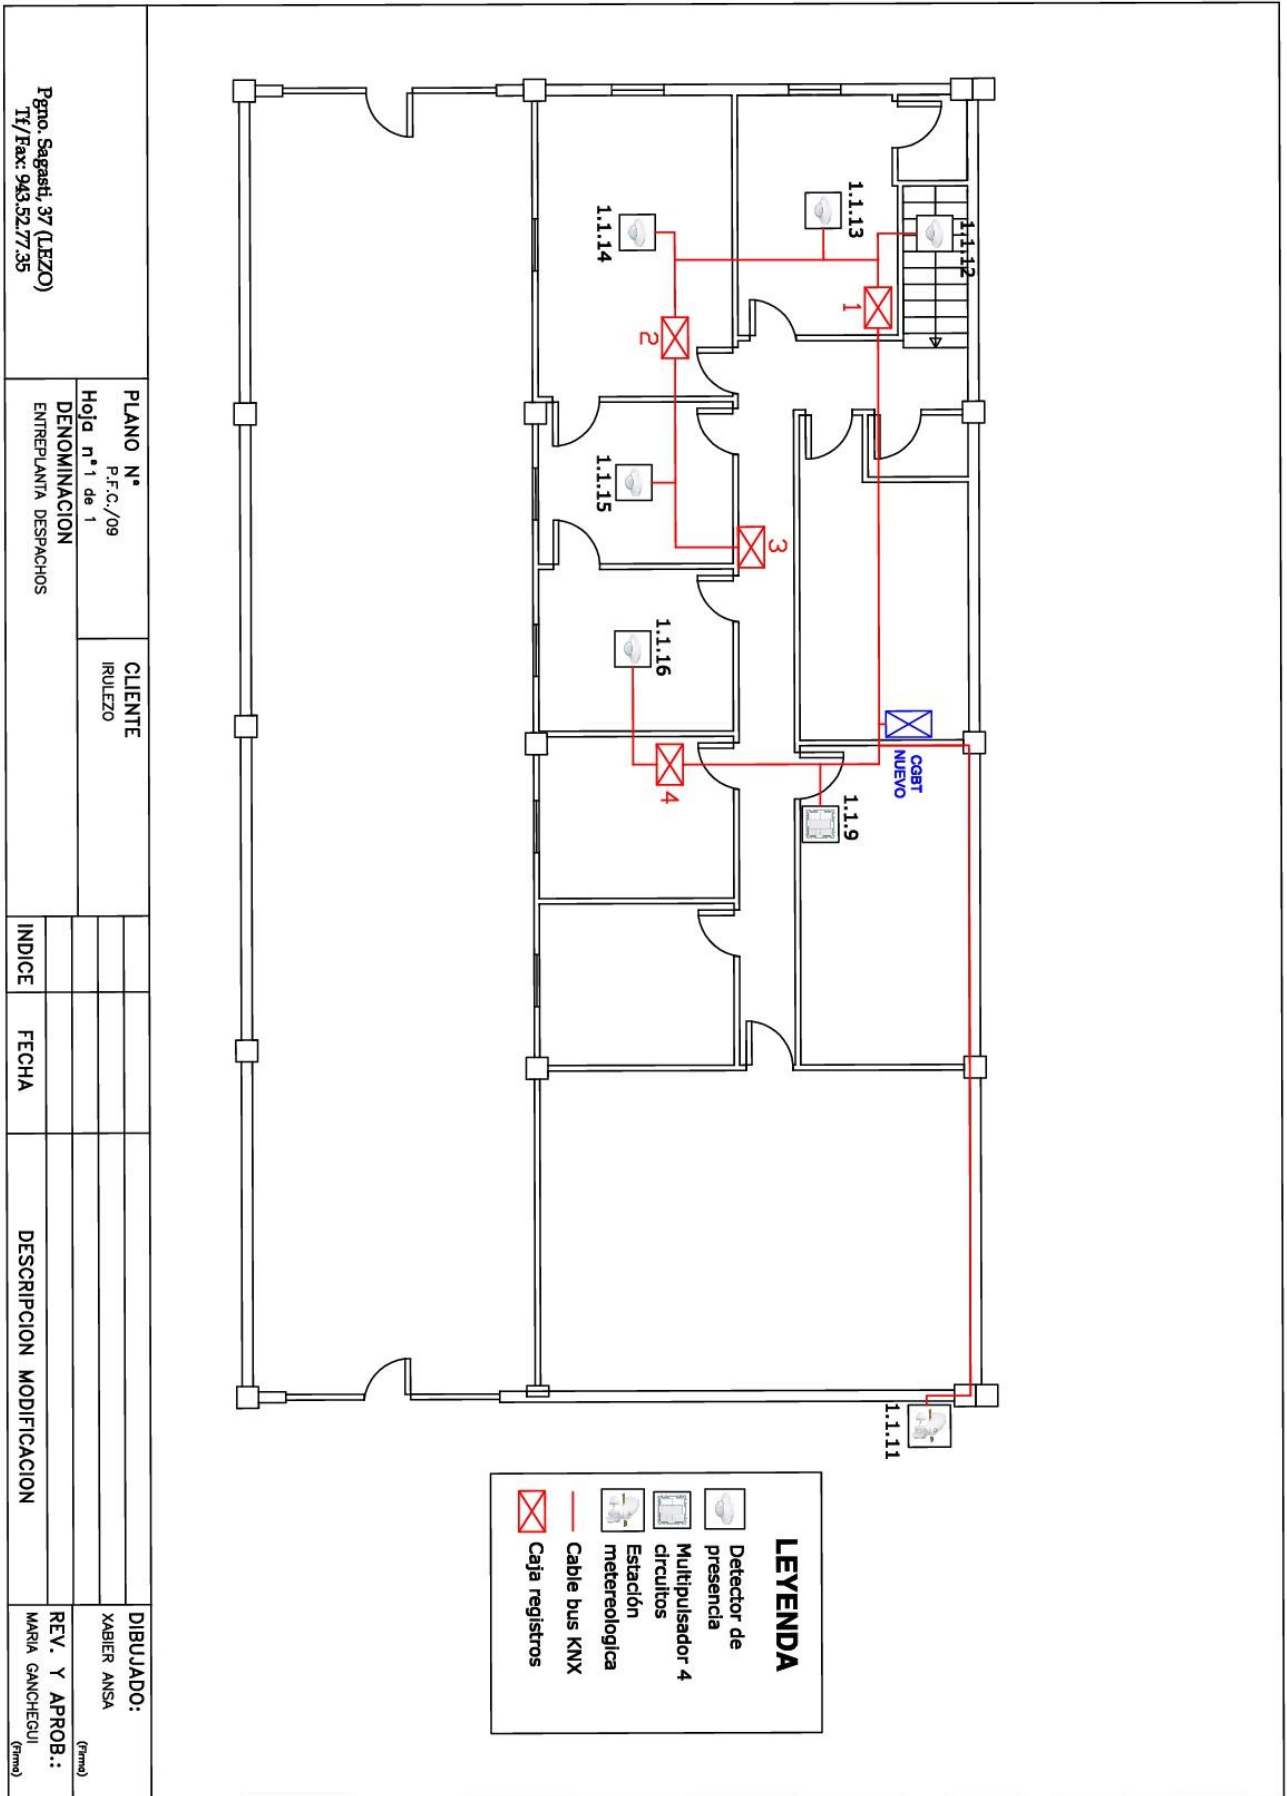 1.1.12
1.1.13
1.1.14
1
2
1.1.15
3
1.1.16
4
CGBT
NUEVO
1.1.9
1.1.11
LEYENDA
Detector de
presencia
Multipulsador 4
circuitos
Estación
metereologica
Cable bus KNX
Caja registros
Pgno. Sagasti, 37 (LEZO)
Tf/Fax: 943.52.77.35
PLANO Nº
P.F.C./09
Hoja nº 1 de 1
DENOMINACION
ENTREPLANTA DESPACHOS
CLIENTE
IRULEZO
INDICE
FECHA
DESCRIPCION MODIFICACION
DIBUJADO:
XABIER ANSA
(Firma)
REV. Y APROB.:
MARIA GANCHEGUI
(Firma)